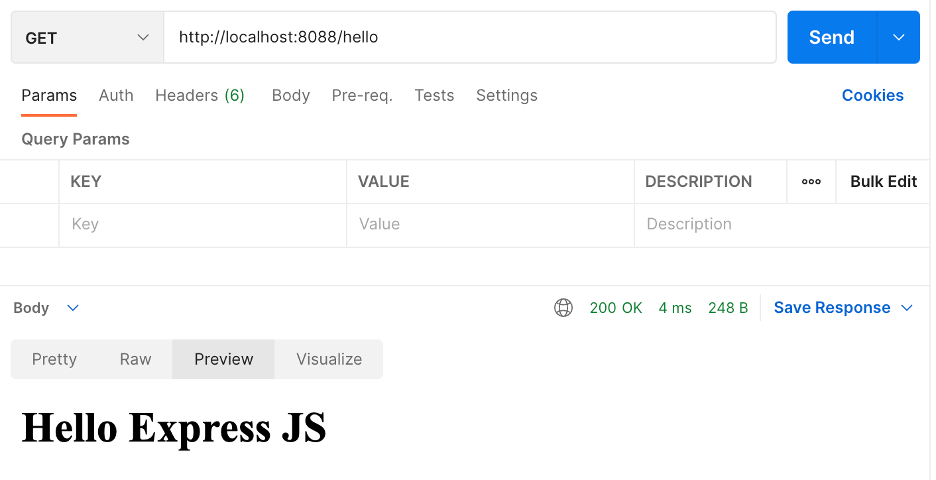 GET http://localhost:8088/hello Send
Params Auth Headers (6) Body Pre-req. Tests Settings Cookies
Query Params
KEY VALUE DESCRIPTION ooo Bulk Edit
Key Value Description
Body 200 OK 4 ms 248 B Save Response
Pretty Raw Preview Visualize
Hello Express JS